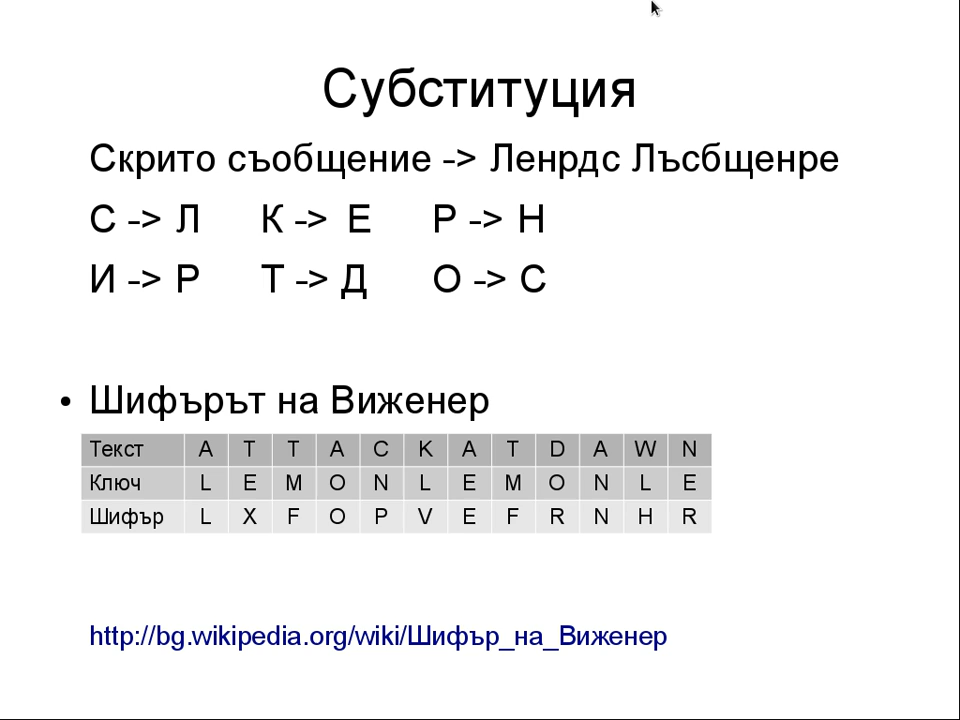 Субституция
Скрито съобщение -> Ленрдс Лъсбщенре
С -> Л К -> Е Р -> Н
И -> Р Т -> Д О -> С
• Шифърът на Виженер
Текст A T T A C K A T D A W N
Ключ L E M O N L E M O N L E
Шифър L X F O P V E F R N H R
http://bg.wikipedia.org/wiki/Шифър_на_Виженер